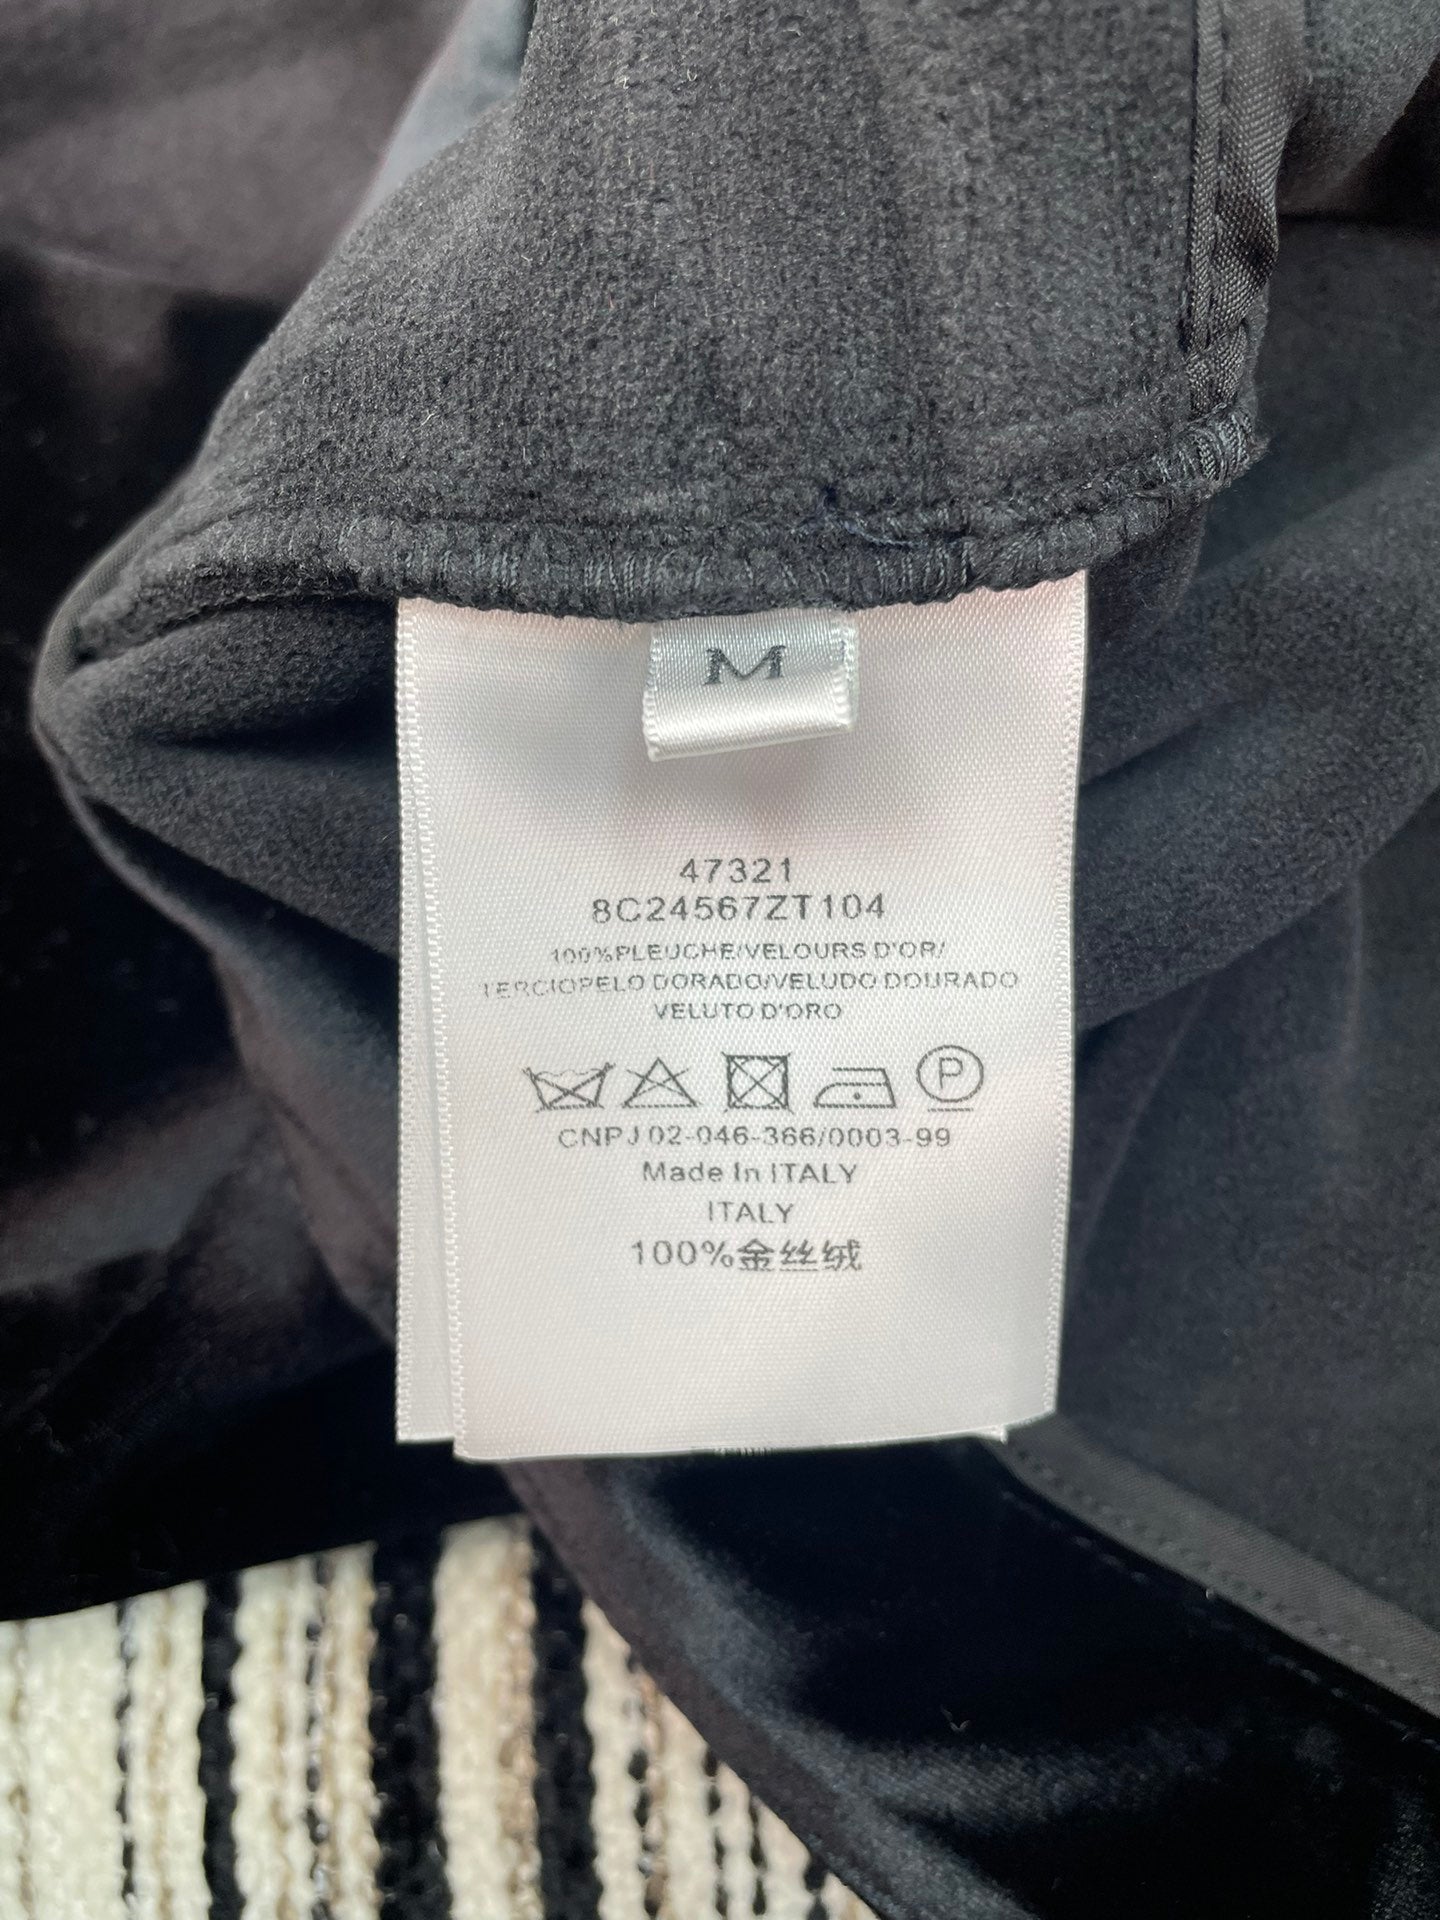 M
47321
8C24567ZT104
100%PLEUCHE/VELOURS D'OR/
TERCIOPELO DORADO/VELUDO DOURADO
VELUTO D'ORO
P
CNPJ 02-046-366/0003-99
Made In ITALY
ITALY
100%金丝绒